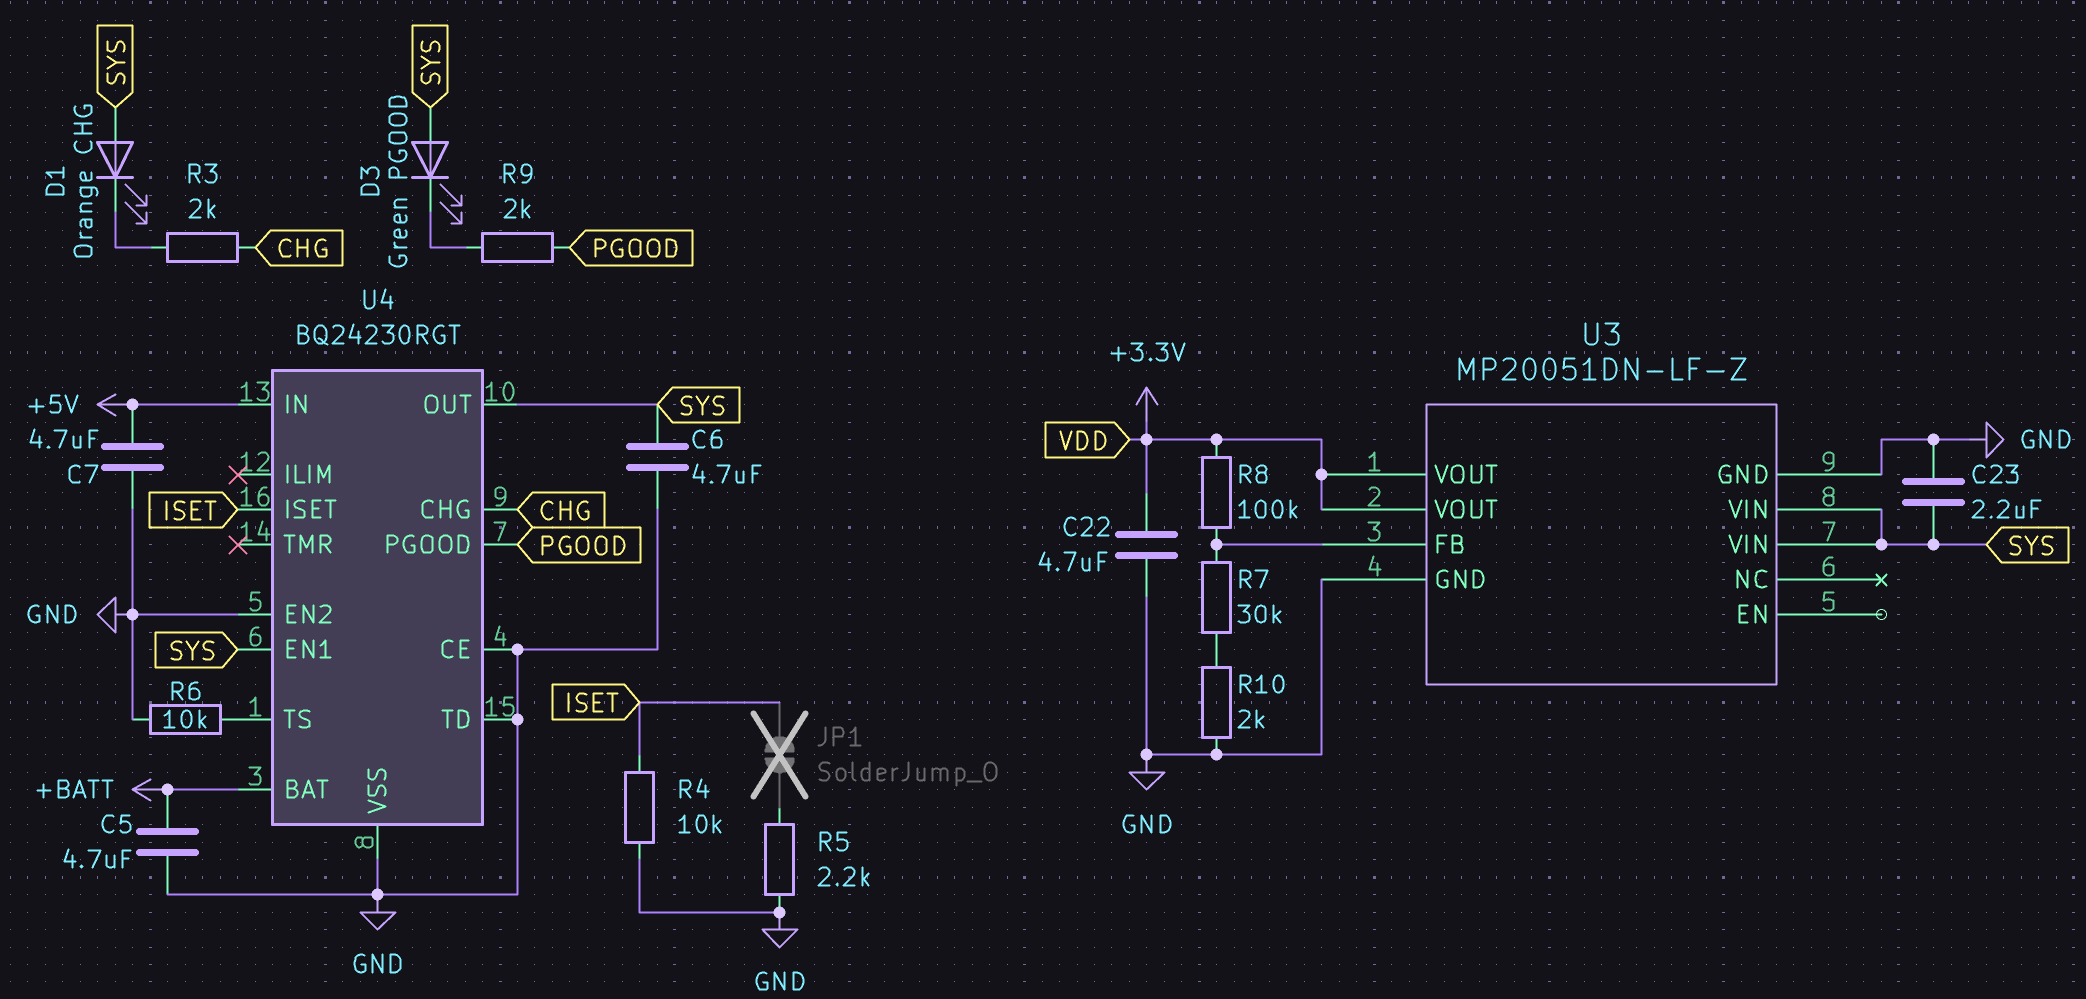 SYS
D1
Orange CHG
R3
2k
CHG
SYS
D3
Green PGOOD
R9
2k
PGOOD
U4
BQ24230RGT
+5V
4.7uF
C7
13 IN
12 ILIM
ISET 16 ISET
14 TMR
GND 5 EN2
SYS 6 EN1
R6
10k
1 TS
+BATT 3 BAT
C5
4.7uF
VSS
8
GND
OUT 10 SYS
C6
4.7uF
CHG 9 CHG
PGOOD 7 PGOOD
CE 4
TD 15
ISET
JP1
SolderJump_O
R4
10k
R5
2.2k
GND
+3.3V
VDD
R8
100k
C22
4.7uF
R7
30k
R10
2k
GND
U3
MP20051DN-LF-Z
1 VOUT
2 VOUT
3 FB
4 GND
GND 9
VIN 8
VIN 7
NC 6
EN 5
GND
C23
2.2uF
SYS